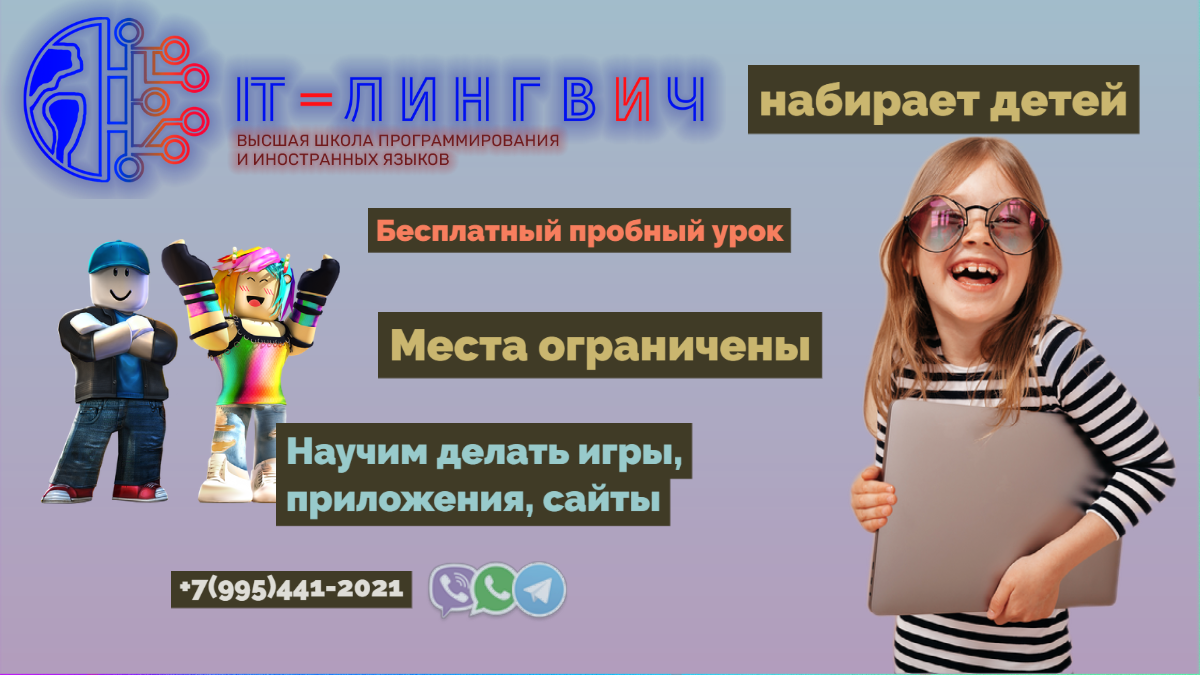 IT-ЛИНГВИЧ
ВЫСШАЯ ШКОЛА ПРОГРАММИРОВАНИЯ
И ИНОСТРАННЫХ ЯЗЫКОВ
набирает детей
Бесплатный пробный урок
Места ограничены
Научим делать игры,
приложения, сайты
+7(995)441-2021